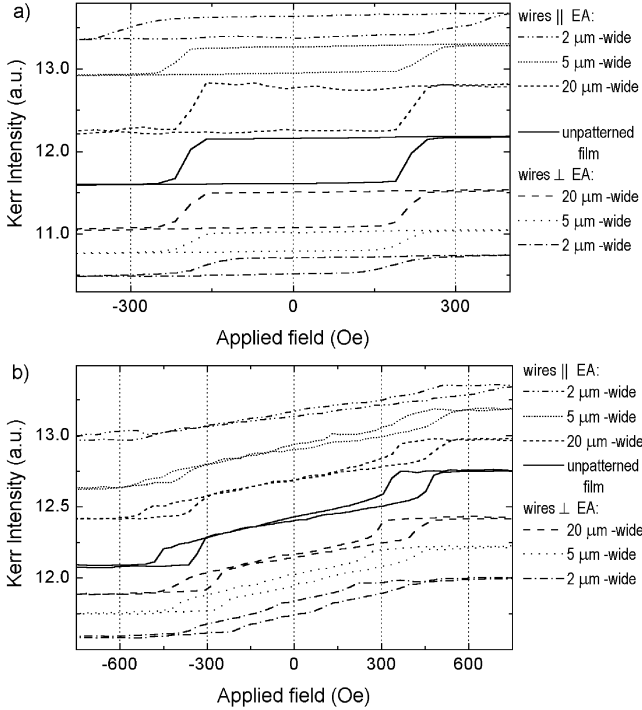 a)
Kerr Intensity (a.u.)
13.0
12.0
11.0
-300
0
300
Applied field (Oe)
wires || EA:
2 μm -wide
5 μm -wide
20 μm -wide
unpatterned
film
wires ⊥ EA:
20 μm -wide
5 μm -wide
2 μm -wide
b)
Kerr Intensity (a.u.)
13.0
12.5
12.0
-600
-300
0
300
600
Applied field (Oe)
wires || EA:
2 μm -wide
5 μm -wide
20 μm -wide
unpatterned
film
wires ⊥ EA:
20 μm -wide
5 μm -wide
2 μm -wide